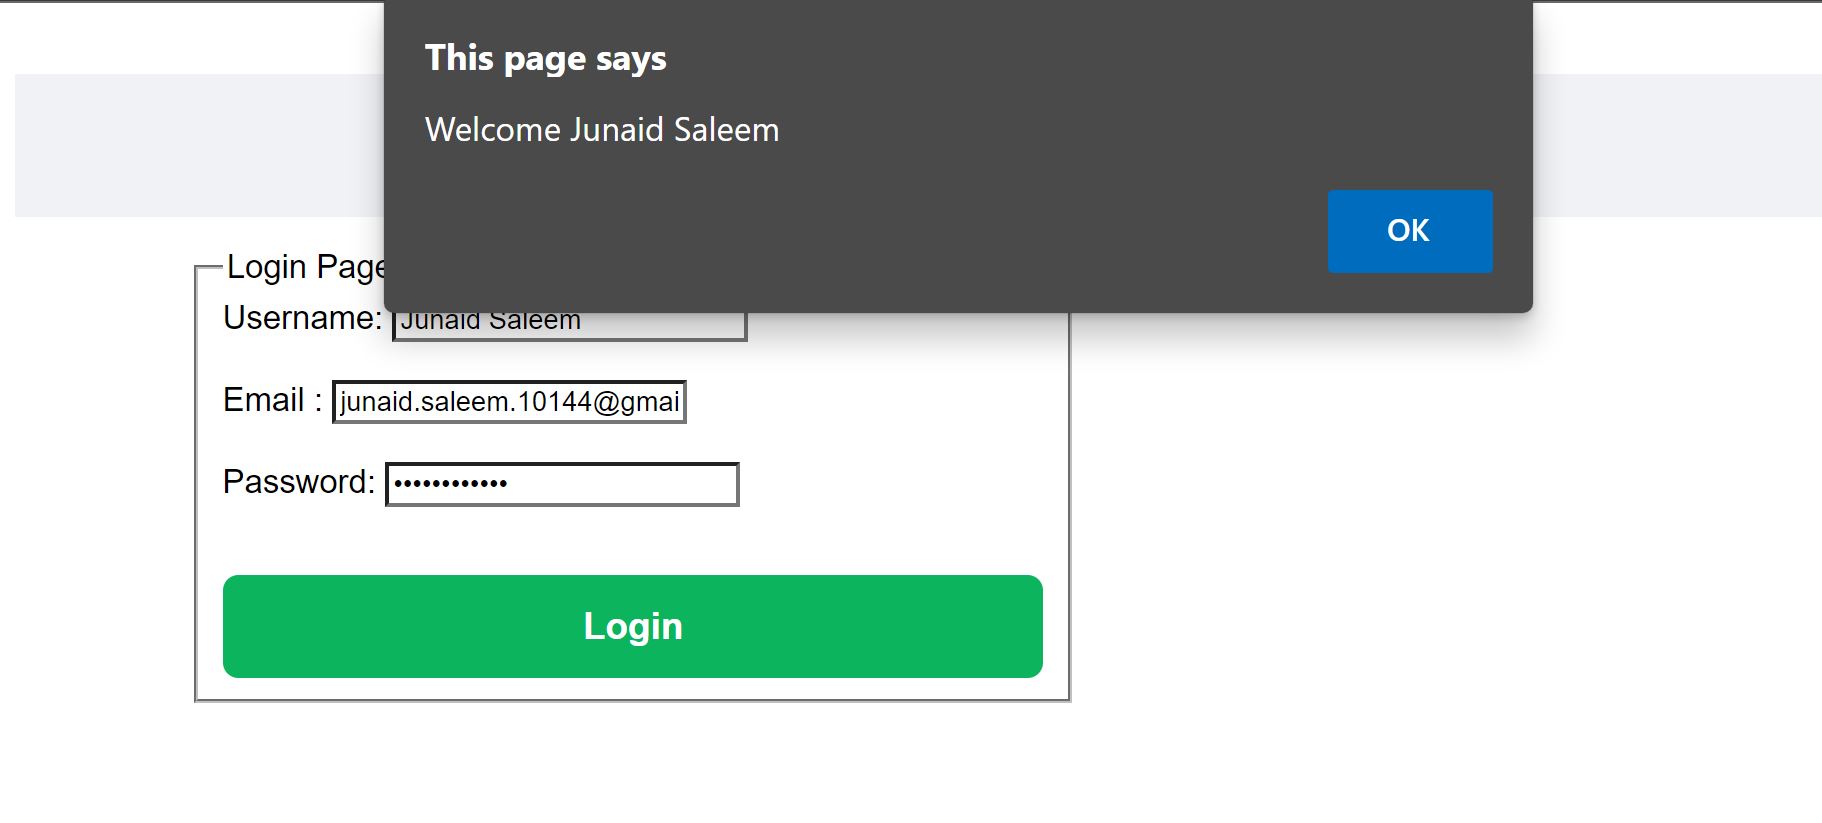 This page says
Welcome Junaid Saleem
OK
Login Page
Username: Junaid Saleem
Email : junaid.saleem.10144@gmai
Password: ••••••••••••
Login